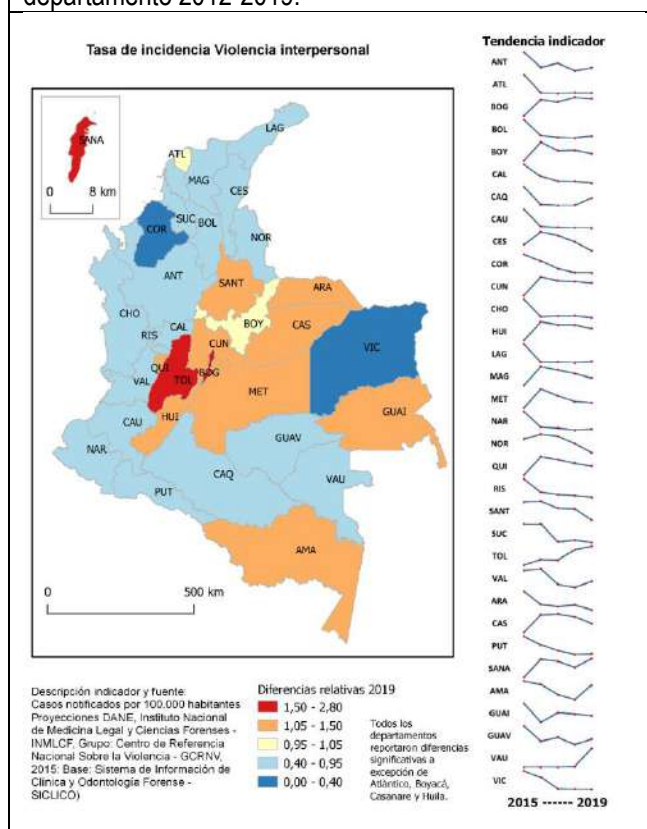 departamento 2012-2019.
Tasa de incidencia Violencia interpersonal
Tendencia indicador
SANA
0 8 km
LAG
ATL
MAG
CES
SUC
BOL
COR
NOR
ANT
SANT
ARA
CHO
BOY
CAS
RIS
CAL
CUN
VIC
QUI
BOG
VAL
TOL
MET
HUI
GUAI
CAU
GUAV
NAR
CAQ
VAU
PUT
AMA
0 500 km
ANT
ATL
BOG
BOL
BOY
CAL
CAQ
CAU
CES
COR
CUN
CHO
HUI
LAG
MAG
MET
NAR
NOR
QUI
RIS
SANT
SUC
TOL
VAL
ARA
CAS
PUT
SANA
AMA
GUAI
GUAV
VAU
VIC
2015 ------ 2019
Descripción indicador y fuente:
Casos notificados por 100.000 habitantes
Proyecciones DANE, Instituto Nacional
de Medicina Legal y Ciencias Forenses -
INMLCF, Grupo: Centro de Referencia
Nacional Sobre la Violencia - GCRNV,
2015: Base: Sistema de Información de
Clínica y Odontología Forense -
SICLICO)
Diferencias relativas 2019
1,50 - 2,80
1,05 - 1,50
0,95 - 1,05
0,40 - 0,95
0,00 - 0,40
Todos los
departamentos
reportaron diferencias
significativas a
excepción de
Atlántico, Boyacá,
Casanare y Huila.